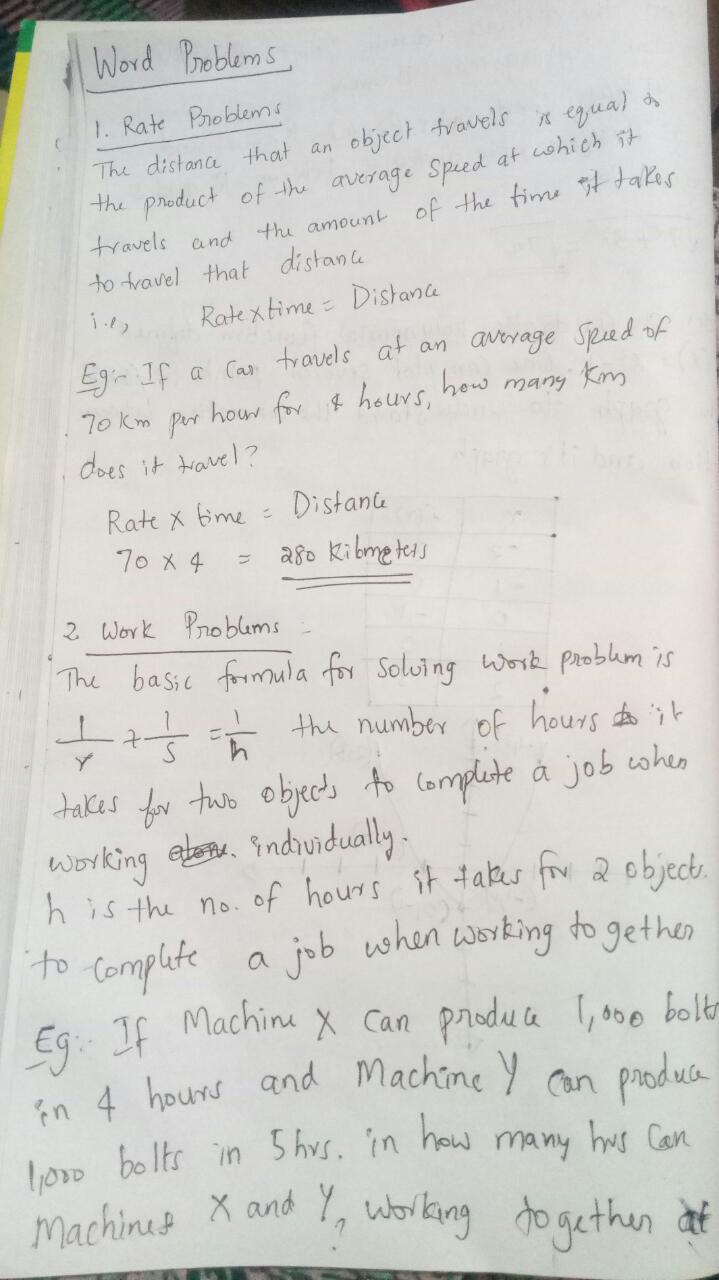 Word Problems
1. Rate Problems
The distance that an object travels is equal to
the product of the average speed at which it
travels and the amount of the time it takes
to travel that distance
i.e, Rate x time = Distance
Eg:- If a car travels at an average speed of
70 km per hour for 4 hours, how many km
does it travel?
Rate x time = Distance
70 x 4 = 280 kilometers
2 Work Problems -
The basic formula for solving work problem is
1/r + 1/s = 1/h the number of hours it
takes for two objects to complete a job when
working individually.
h is the no. of hours it takes for 2 object.
to complete a job when working together
Eg:- If Machine X can produce 1,000 bolts
in 4 hours and Machine Y can produce
1,000 bolts in 5 hrs. in how many hrs can
Machines X and Y, working together at